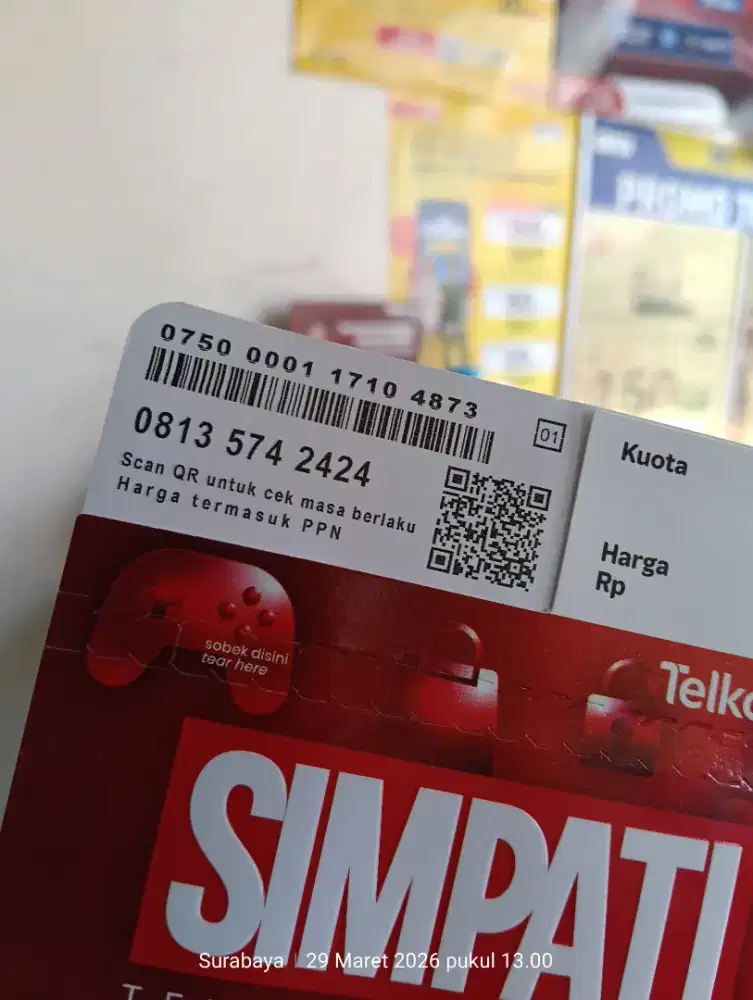 0750 0001 1710 4873
01
0813 574 2424
Scan QR untuk cek masa berlaku
Harga termasuk PPN
Kuota
Harga
Rp
sobek disini
tear here
SIMPATI
Surabaya | 29 Maret 2026 pukul 13.00